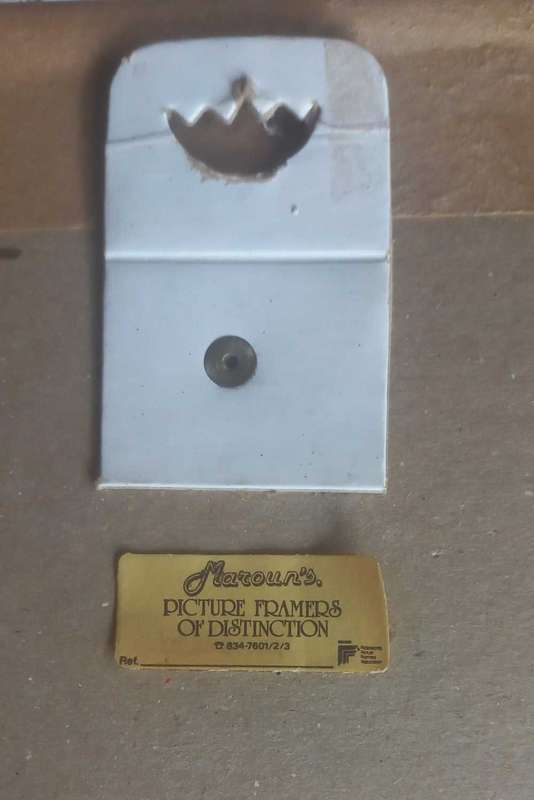 Maroun's.
PICTURE FRAMERS
OF DISTINCTION
☎ 834-7601/2/3
Ref.